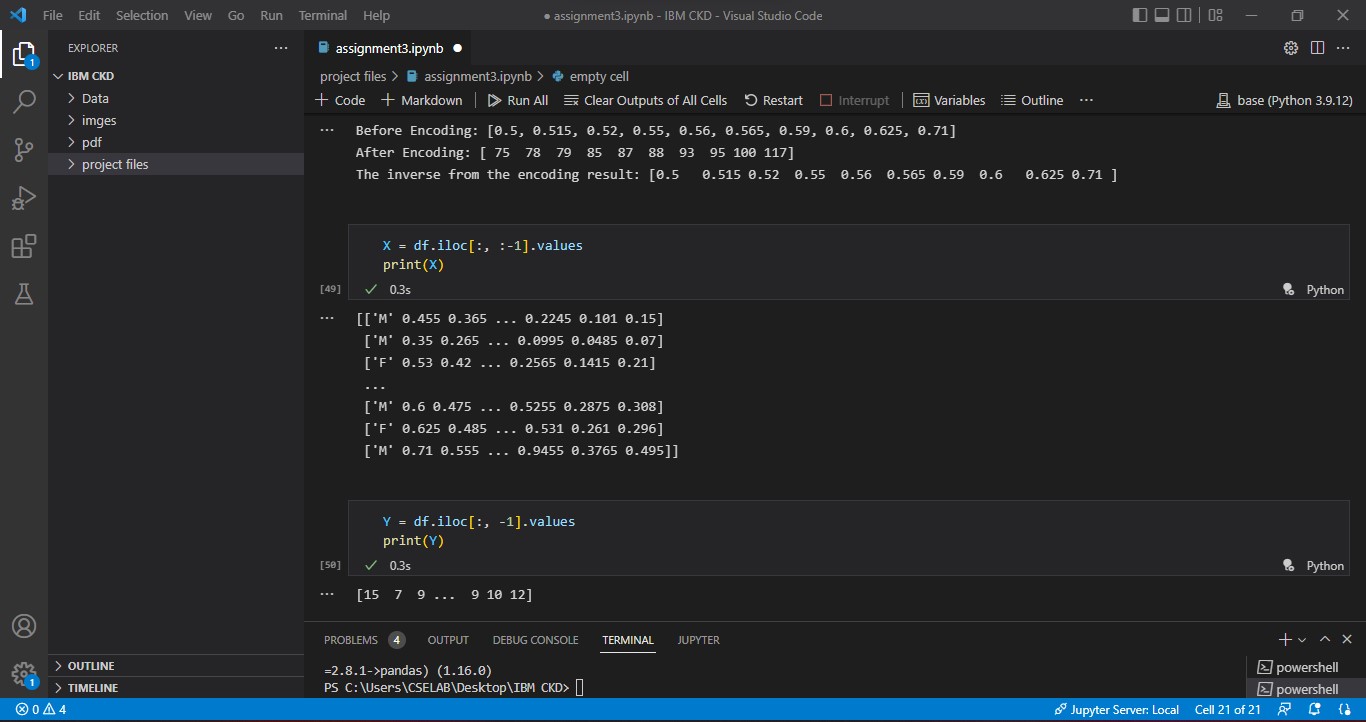 File Edit Selection View Go Run Terminal Help
● assignment3.ipynb - IBM CKD - Visual Studio Code
EXPLORER
IBM CKD
Data
imges
pdf
project files
OUTLINE
TIMELINE
1
1
assignment3.ipynb ●
project files > assignment3.ipynb > empty cell
+ Code + Markdown Run All Clear Outputs of All Cells Restart Interrupt Variables Outline ... base (Python 3.9.12)
... Before Encoding: [0.5, 0.515, 0.52, 0.55, 0.56, 0.565, 0.59, 0.6, 0.625, 0.71]
After Encoding: [ 75  78  79  85  87  88  93  95 100 117]
The inverse from the encoding result: [0.5   0.515 0.52  0.55  0.56  0.565 0.59  0.6   0.625 0.71 ]
X = df.iloc[:, :-1].values
print(X)
[49] ✓ 0.3s Python
... [['M' 0.455 0.365 ... 0.2245 0.101 0.15]
['M' 0.35 0.265 ... 0.0995 0.0485 0.07]
['F' 0.53 0.42 ... 0.2565 0.1415 0.21]
...
['M' 0.6 0.475 ... 0.5255 0.2875 0.308]
['F' 0.625 0.485 ... 0.531 0.261 0.296]
['M' 0.71 0.555 ... 0.9455 0.3765 0.495]]
Y = df.iloc[:, -1].values
print(Y)
[50] ✓ 0.3s Python
... [15  7  9 ...  9 10 12]
PROBLEMS 4 OUTPUT DEBUG CONSOLE TERMINAL JUPYTER
=2.8.1->pandas) (1.16.0)
PS C:\Users\CSELAB\Desktop\IBM CKD>
powershell
powershell
0 4 Jupyter Server: Local Cell 21 of 21